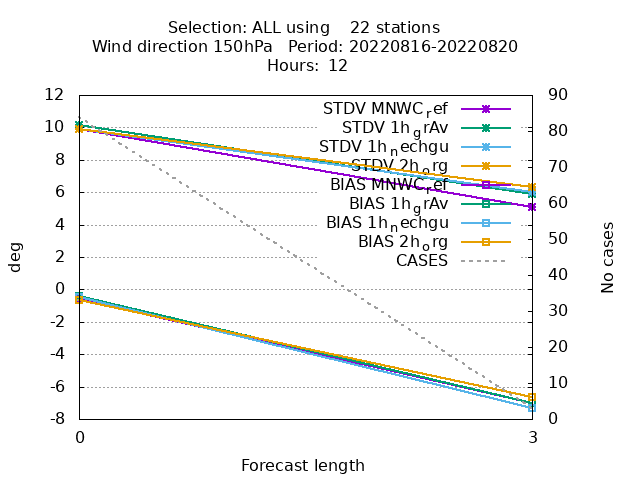 Selection: ALL using    22 stations
Wind direction 150hPa   Period: 20220816-20220820
Hours: 12
deg
12
10
8
6
4
2
0
-2
-4
-6
-8
STDV MNWC_ref
STDV 1h_grAv
STDV 1h_nechgu
STDV 2h_org
BIAS MNWC_ref
BIAS 1h_grAv
BIAS 1h_nechgu
BIAS 2h_org
CASES
90
80
70
60
50
40
30
20
10
0
No cases
0
3
Forecast length